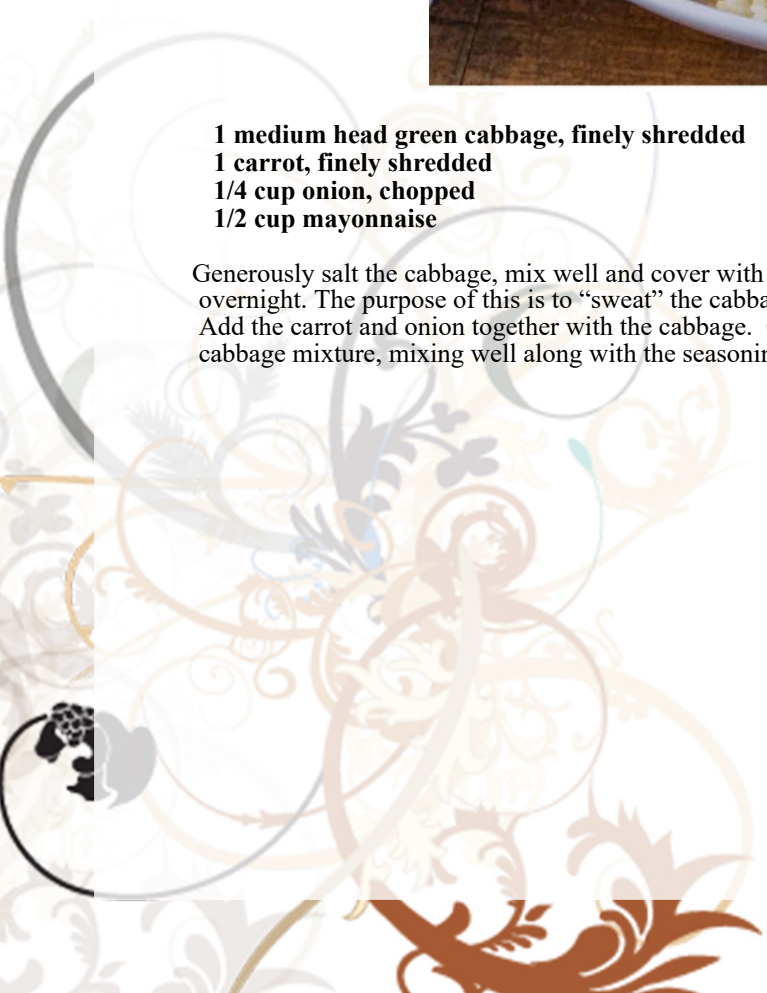 1 medium head green cabbage, finely shredded
1 carrot, finely shredded
1/4 cup onion, chopped
1/2 cup mayonnaise
Generously salt the cabbage, mix well and cover with
overnight. The purpose of this is to “sweat” the
Add the carrot and onion together with the cabbage.
cabbage mixture, mixing well along with the